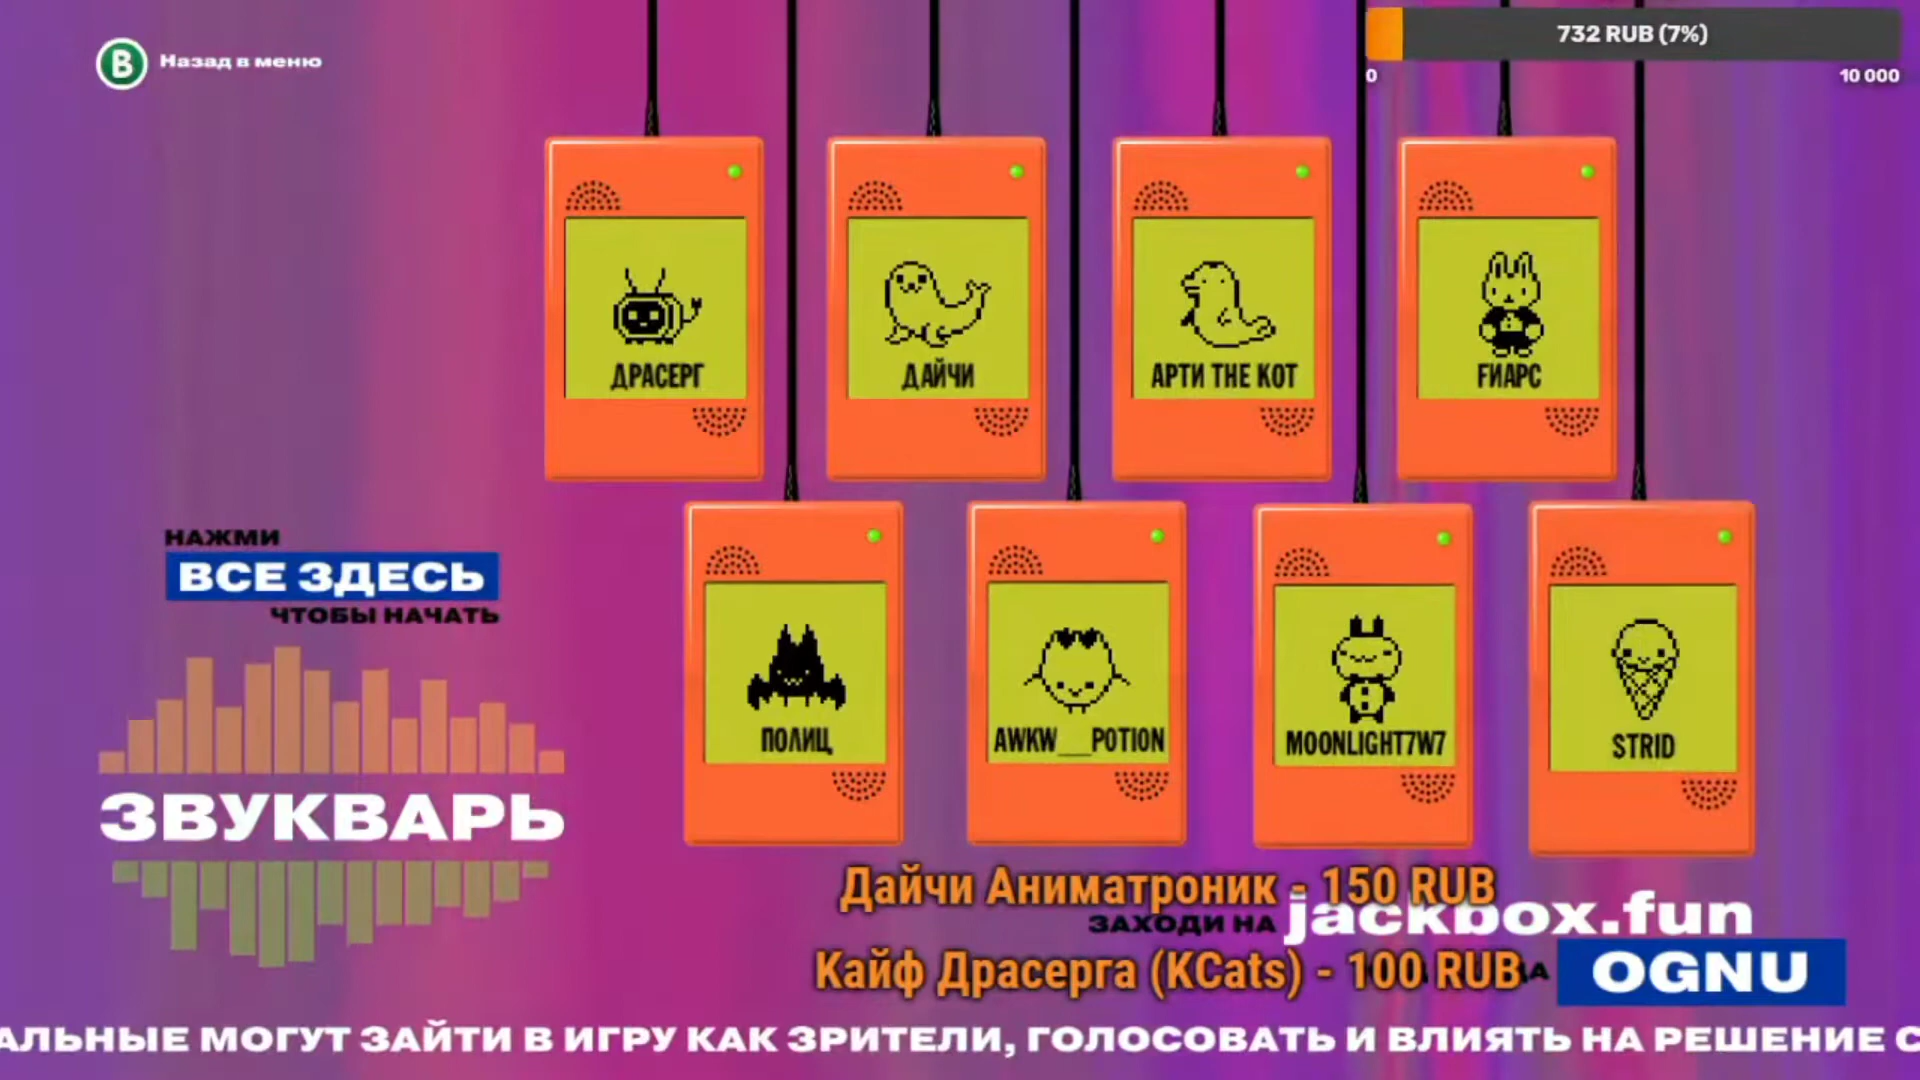 B Назад в меню
732 RUB (7%)
0 10 000
ДРАСЕРГ
ДАЙЧИ
АРТИ THE КОТ
FИАРС
НАЖМИ
ВСЕ ЗДЕСЬ
ЧТОБЫ НАЧАТЬ
ПОЛИЦ
AWKW__POTION
MOONLIGHT7W7
STRID
ЗВУКВАРЬ
Дайчи Аниматроник - 150 RUB
ЗАХОДИ НА jackbox.fun
Кайф Драсерга (KCats) - 100 RUB
OGNU
АЛЬНЫЕ МОГУТ ЗАЙТИ В ИГРУ КАК ЗРИТЕЛИ, ГОЛОСОВАТЬ И ВЛИЯТЬ НА РЕШЕНИЕ С